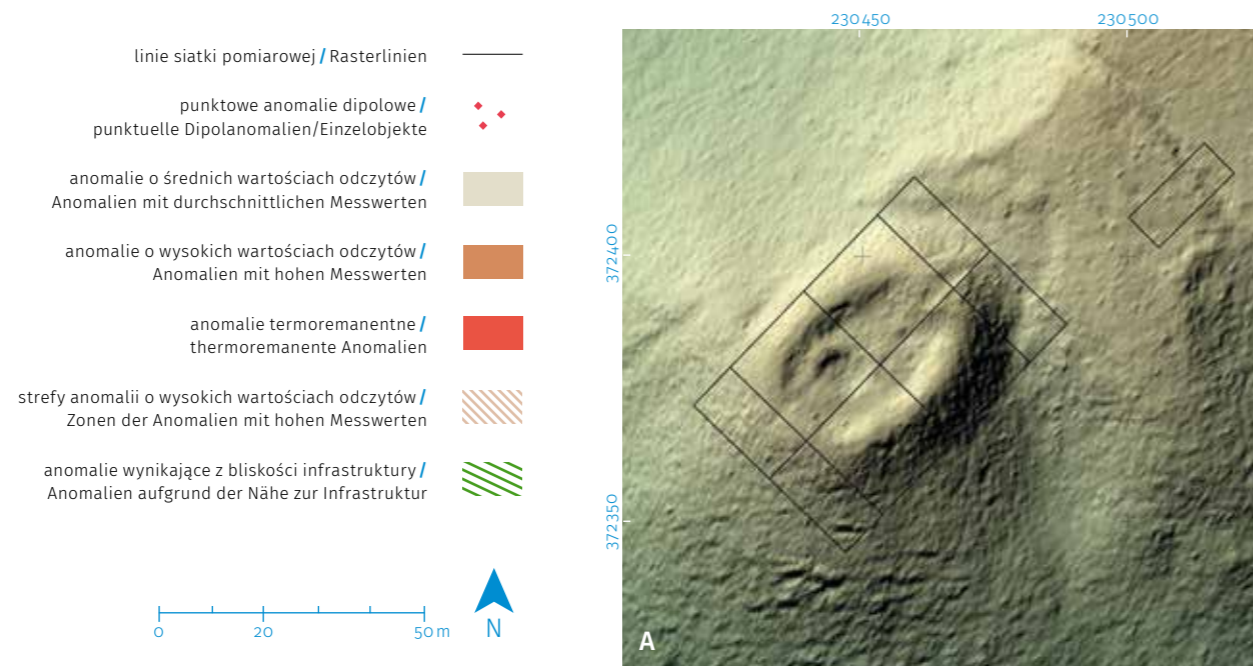 linie siatki pomiarowej / Rasterlinien
punktowe anomalie dipolowe /
punktuelle Dipolanomalien/Einzelobjekte
anomalie o średnich wartościach odczytów /
Anomalien mit durchschnittlichen Messwerten
anomalie o wysokich wartościach odczytów /
Anomalien mit hohen Messwerten
anomalie termoremanentne /
thermoremanente Anomalien
strefy anomalii o wysokich wartościach odczytów /
Zonen der Anomalien mit hohen Messwerten
anomalie wynikające z bliskości infrastruktury /
Anomalien aufgrund der Nähe zur Infrastruktur
0 20 50 m
N
230450 230500
372400
372350
A